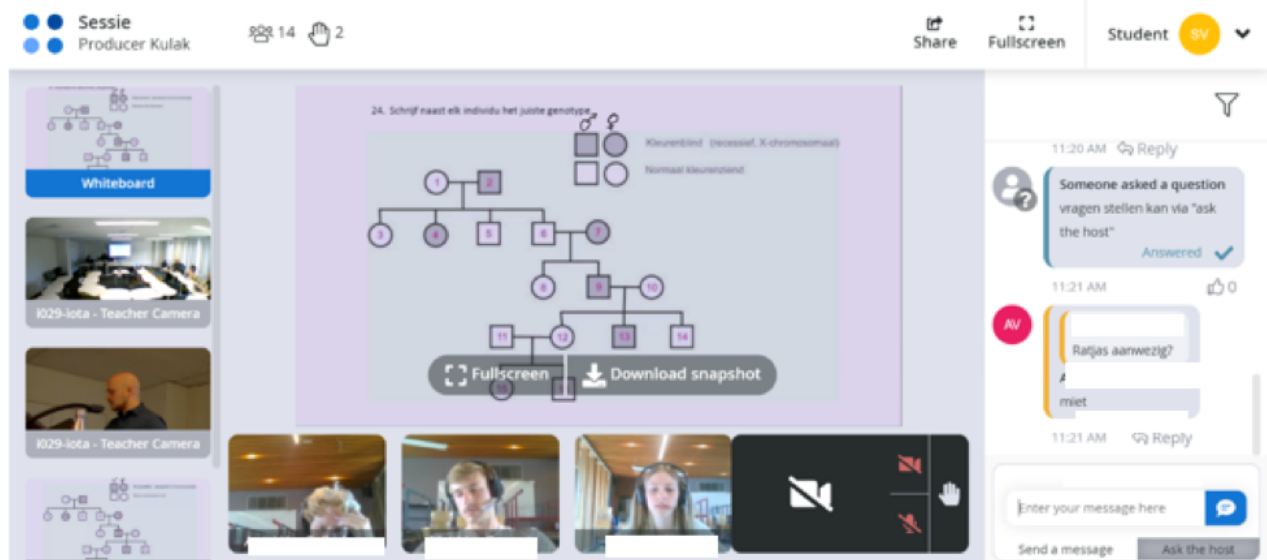 Sessie
Producer Kulak
14
2
Share
Fullscreen
Student
SV
Whiteboard
i029-iota - Teacher Camera
i029-iota - Teacher Camera
24. Schrijf naast elk individu het juiste genotype.
♂ ♀
Kleurenblind (recessief, X-chromosomaal)
Normaal kleurenziend
1 2
3 4 5 6 7
8 9 10
11 12 13 14
Fullscreen
Download snapshot
11:20 AM Reply
?
Someone asked a question
vragen stellen kan via "ask
the host"
Answered
11:21 AM 0
AV
Ratjas aanwezig?
miet
11:21 AM Reply
Enter your message here
Send a message
Ask the host